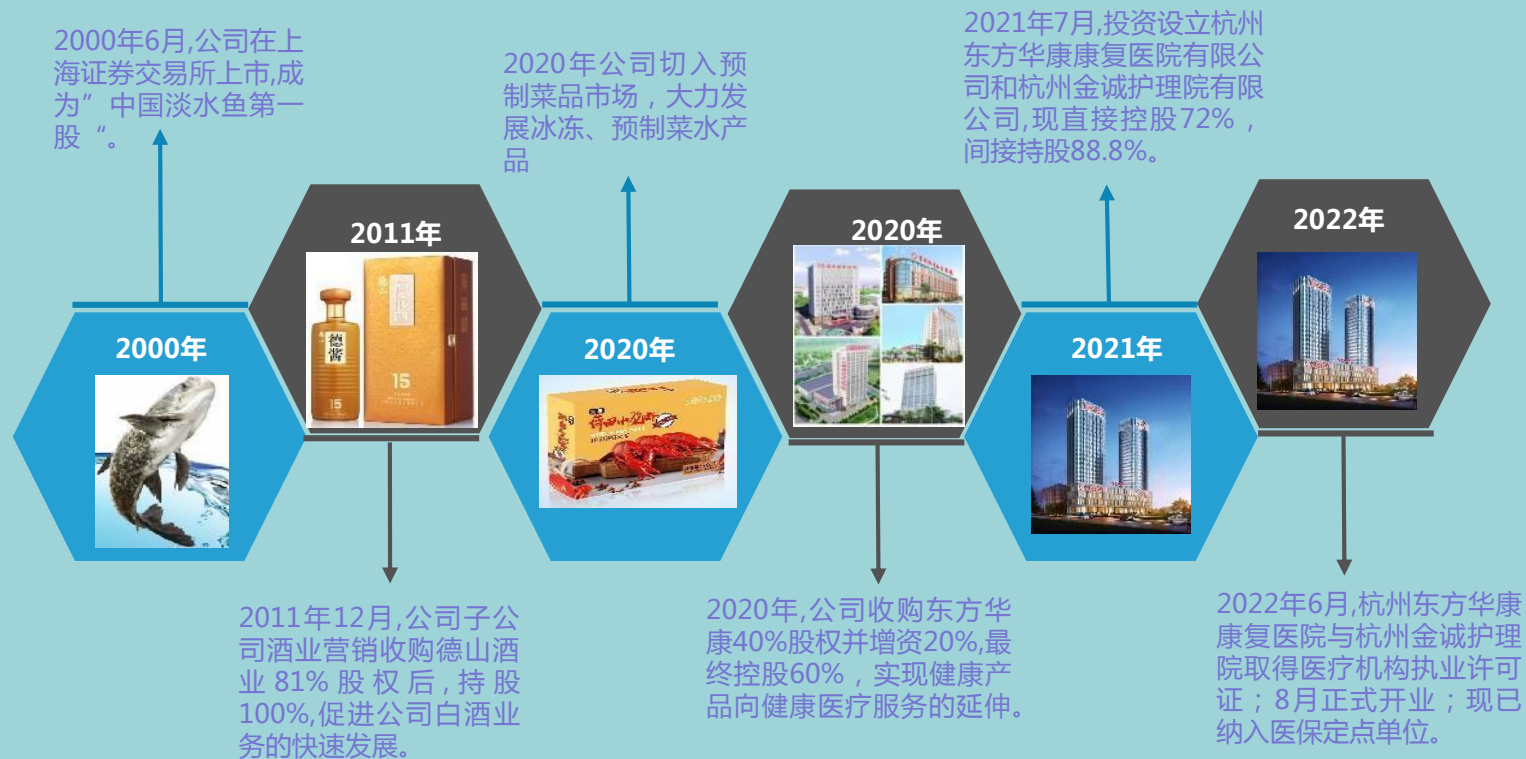 2000年6月,公司在上
海证券交易所上市,成
为”中国淡水鱼第一
股“。
2020年公司切入预
制菜品市场，大力发
展冰冻、预制菜水产
品
2021年7月,投资设立杭州
东方华康康复医院有限公
司和杭州金诚护理院有限
公司,现直接控股72%，
间接持股88.8%。
2000年
2011年
德酱
15
15
2020年
2020年
2021年
2022年
2011年12月,公司子公
司酒业营销收购德山酒
业81%股权后,持股
100%,促进公司白酒业
务的快速发展。
2020年,公司收购东方华
康40%股权并增资20%,最
终控股60%，实现健康产
品向健康医疗服务的延伸。
2022年6月,杭州东方华康
康复医院与杭州金诚护理
院取得医疗机构执业许可
证；8月正式开业；现已
纳入医保定点单位。